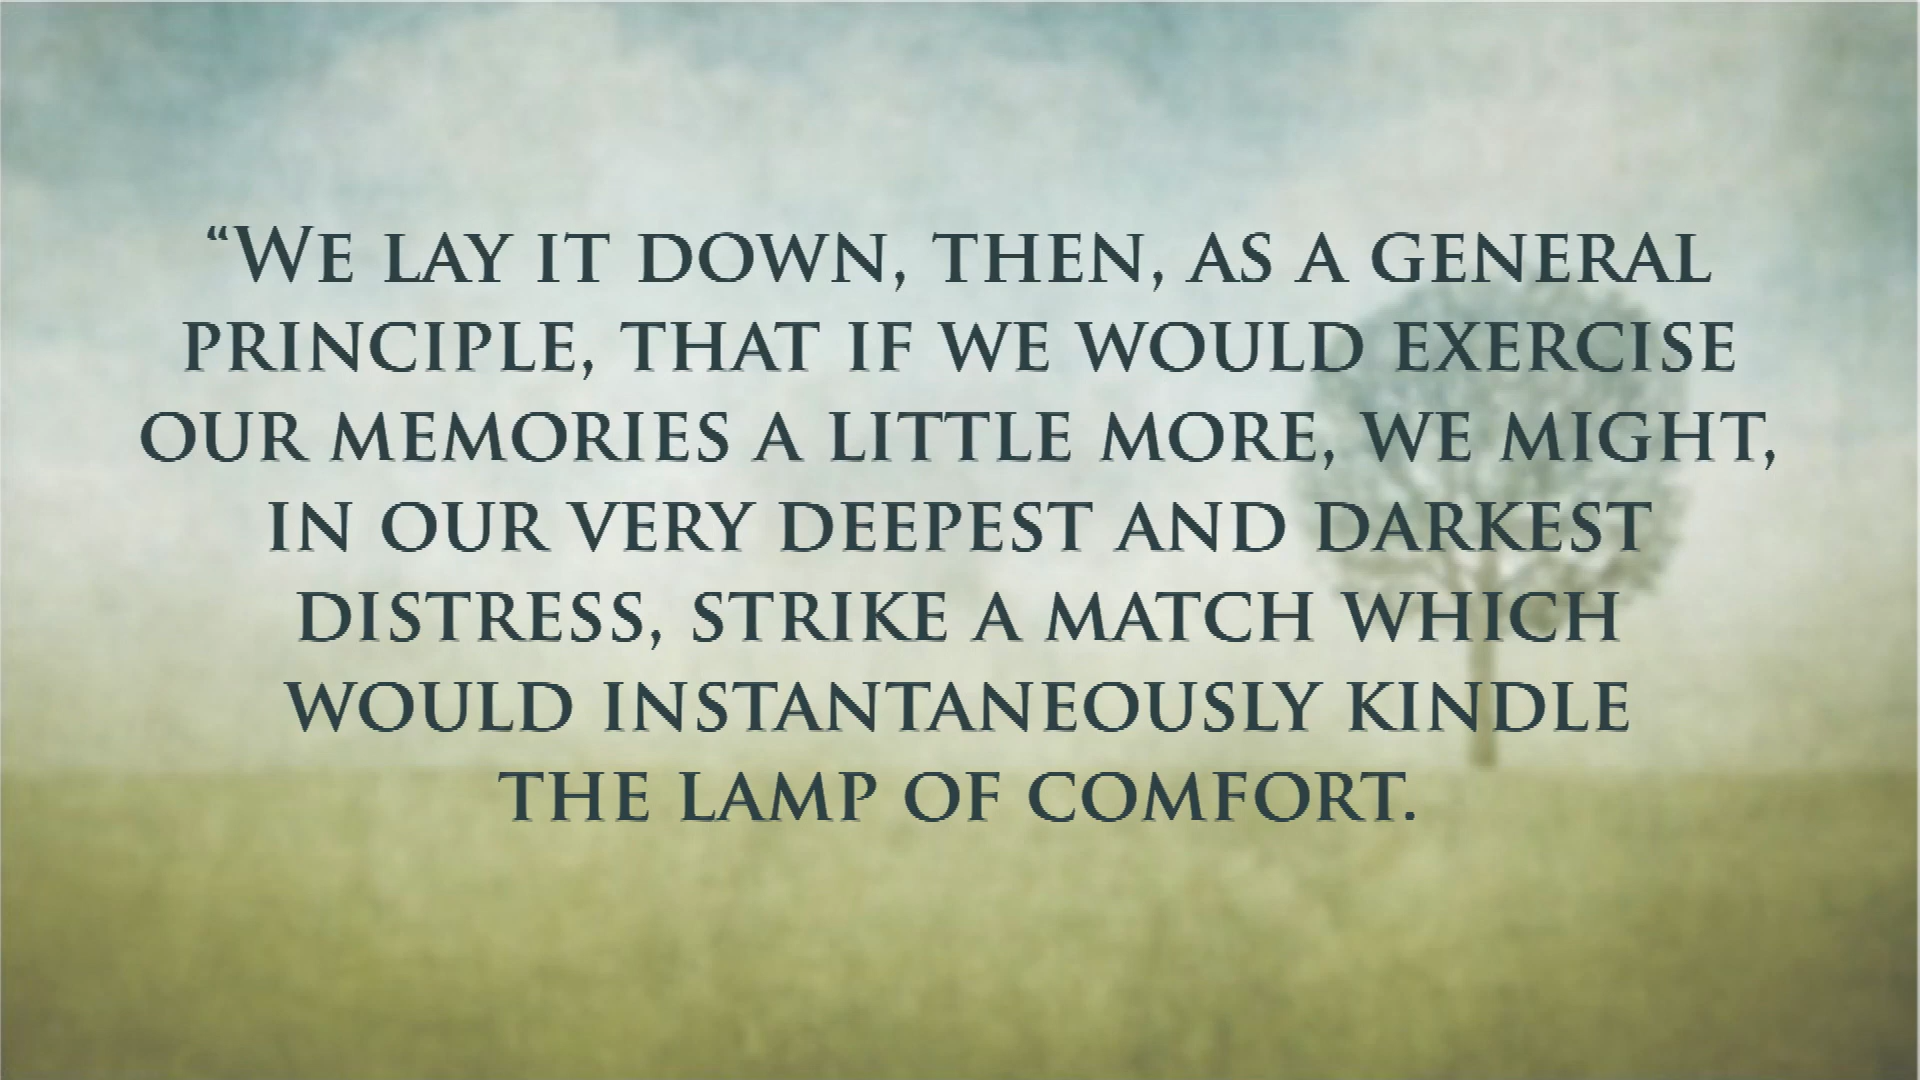 “We lay it down, then, as a general
principle, that if we would exercise
our memories a little more, we might,
in our very deepest and darkest
distress, strike a match which
would instantaneously kindle
the lamp of comfort.